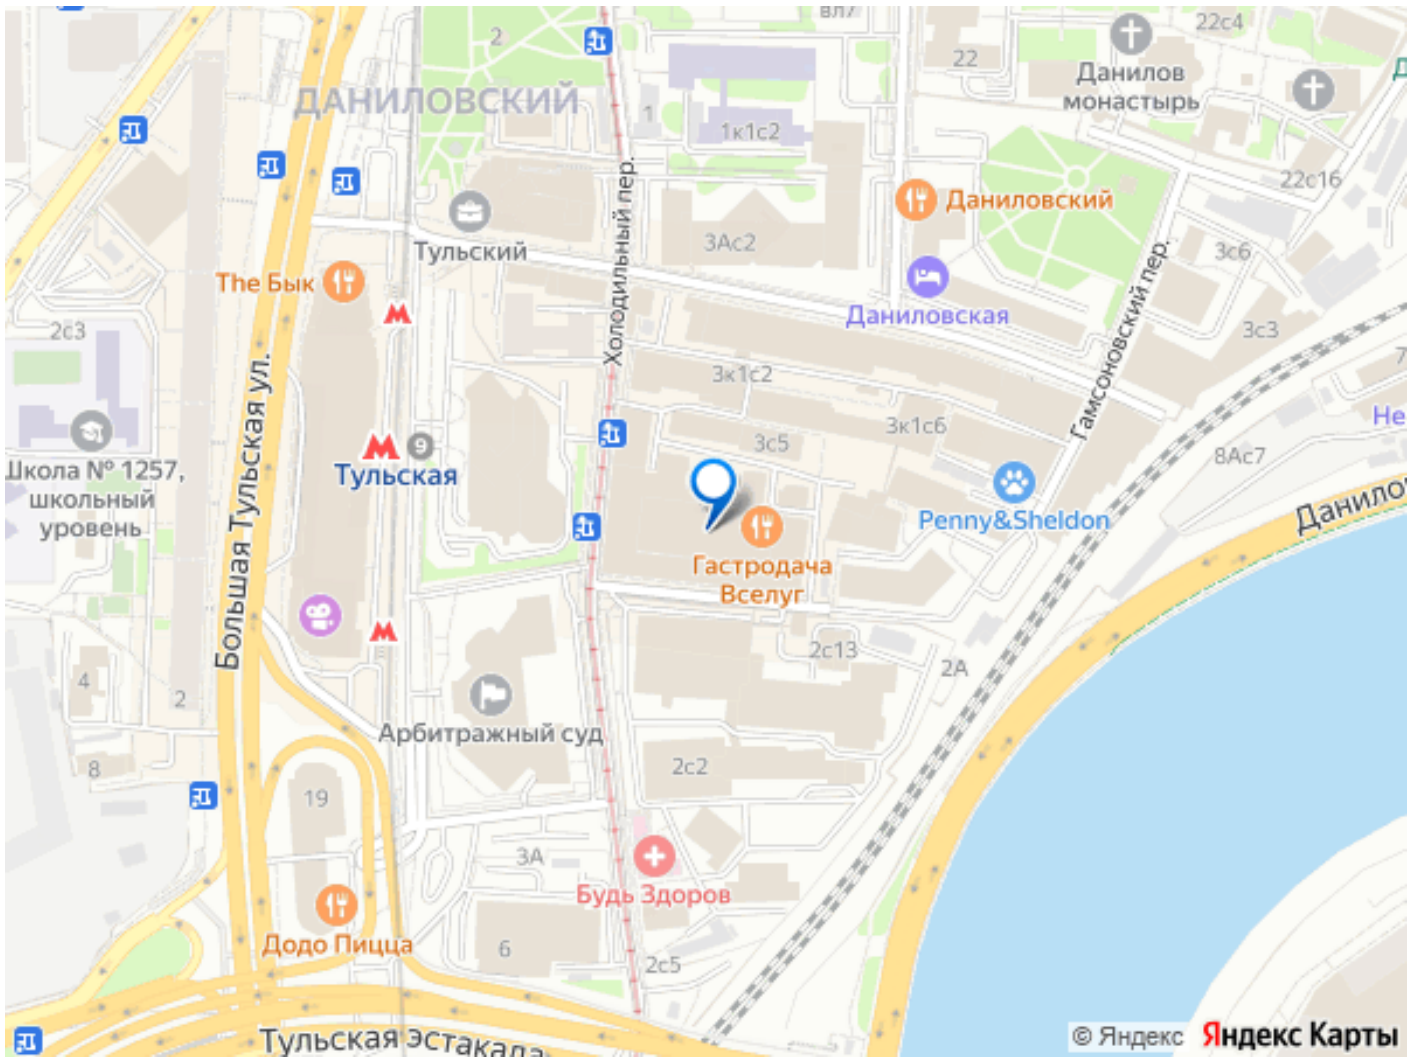 вл7
22с4
2
22
Данилов
монастырь
ДАНИЛОВСКИЙ
1
1к1с2
22с16
Холодильный пер.
Даниловский
Тульский
3Ас2
3с6
The Бык
Даниловская
Гамсоновский пер.
2с3
3с3
3к1с2
Большая Тульская ул.
3к1с6
Не
9
3с5
8Ас7
Тульская
Школа № 1257,
школьный
уровень
Penny&Sheldon
Данило
Гастродача
Вселуг
2с13
2А
4
2
Арбитражный суд
8
2с2
19
3А
Будь Здоров
Додо Пицца
6
2с5
Тульская эстакада
© Яндекс Яндекс Карты